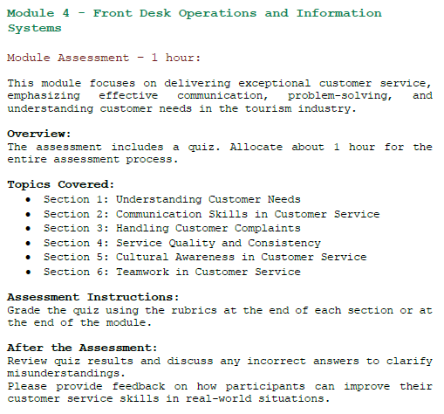 Module 4 - Front Desk Operations and Information
Systems
Module Assessment - 1 hour:
This module focuses on delivering exceptional customer service,
emphasizing effective communication, problem-solving, and
understanding customer needs in the tourism industry.
Overview:
The assessment includes a quiz. Allocate about 1 hour for the
entire assessment process.
Topics Covered:
• Section 1: Understanding Customer Needs
• Section 2: Communication Skills in Customer Service
• Section 3: Handling Customer Complaints
• Section 4: Service Quality and Consistency
• Section 5: Cultural Awareness in Customer Service
• Section 6: Teamwork in Customer Service
Assessment Instructions:
Grade the quiz using the rubrics at the end of each section or at
the end of the module.
After the Assessment:
Review quiz results and discuss any incorrect answers to clarify
misunderstandings.
Please provide feedback on how participants can improve their
customer service skills in real-world situations.